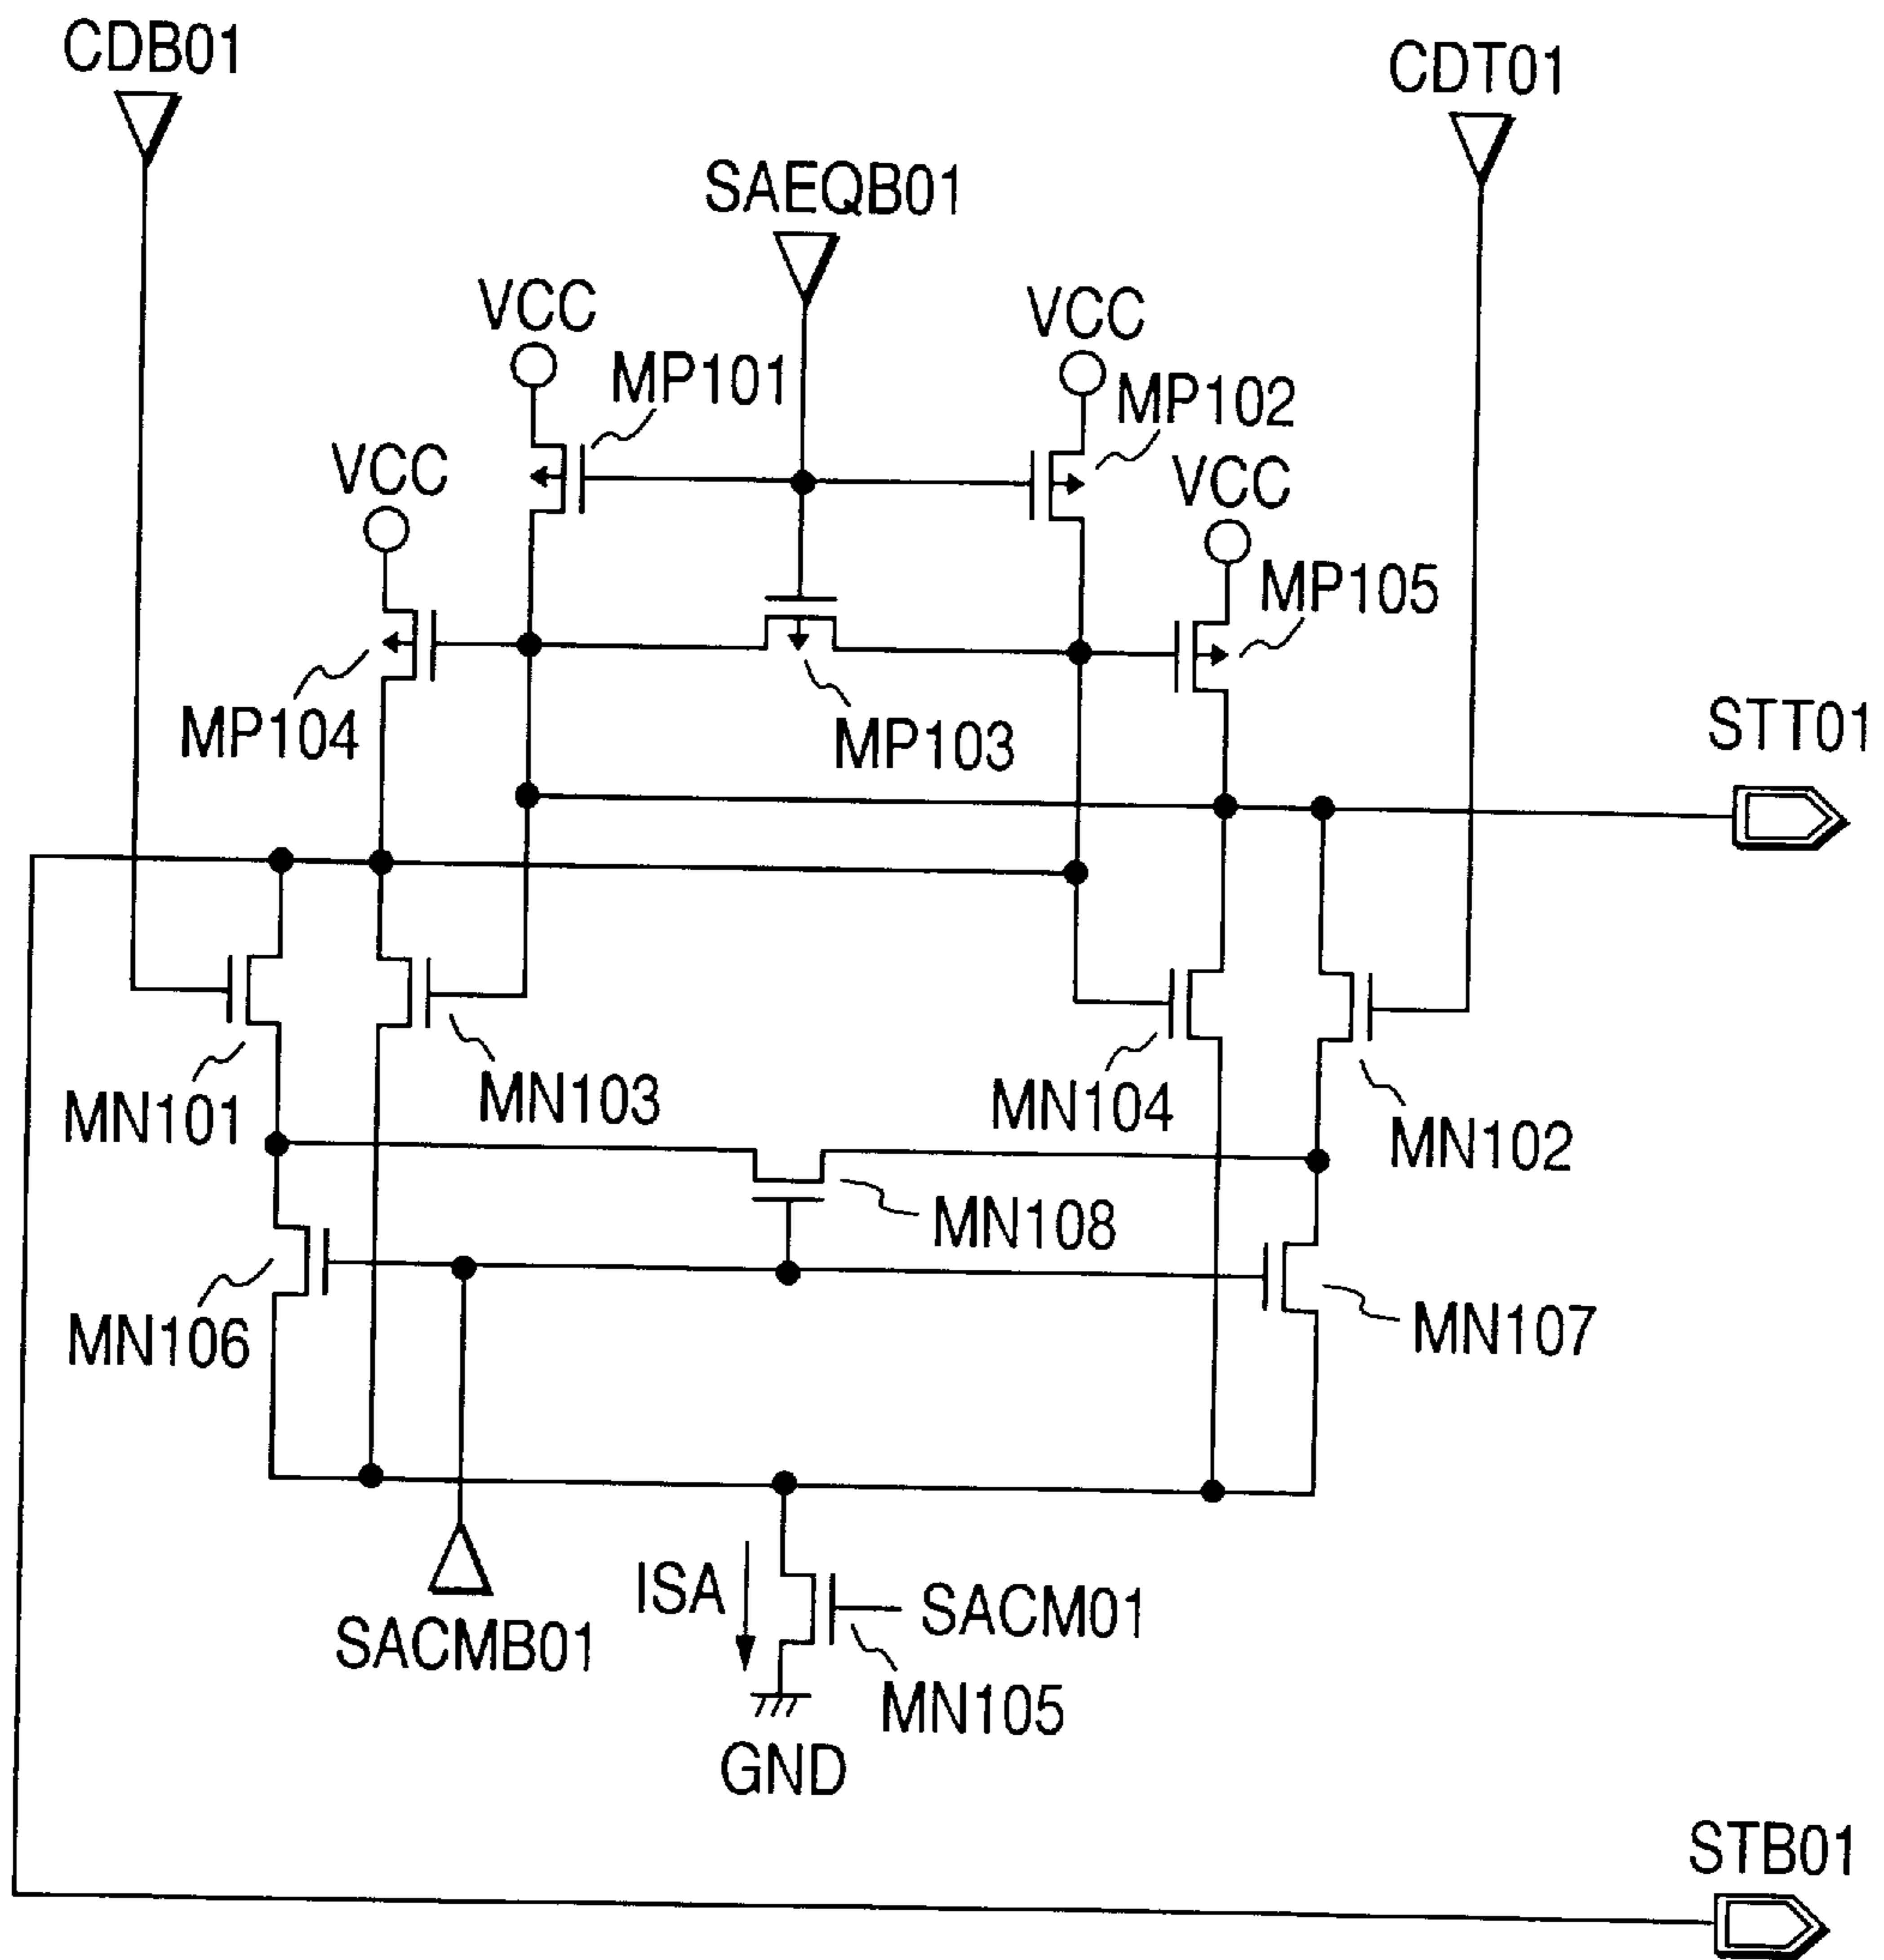 CDB01
CDT01
SAEQB01
VCC
VCC
MP101
MP102
VCC
VCC
MP105
MP104
MP103
STT01
MN101
MN103
MN104
MN102
MN108
MN106
MN107
ISA
SACM01
SACMB01
MN105
GND
STB01